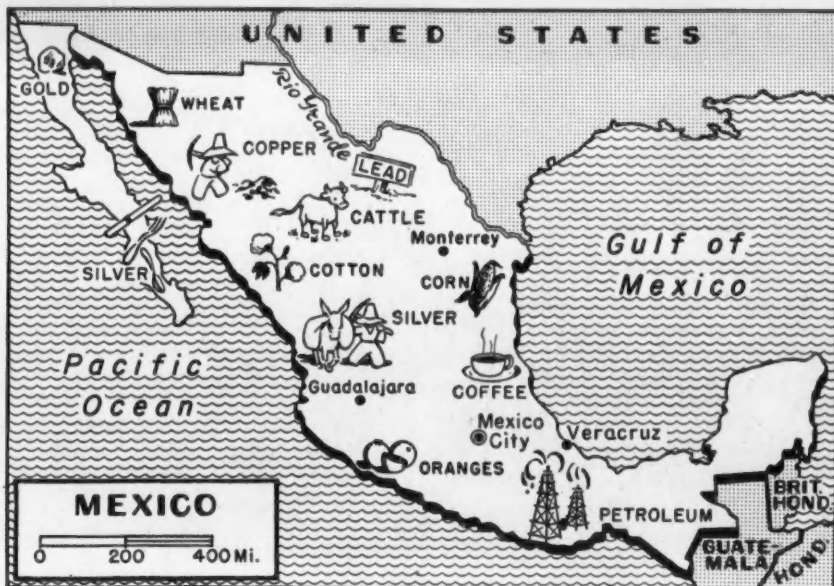 UNITED STATES
GOLD
WHEAT
Rio Grande
COPPER
LEAD
CATTLE
Monterrey
Gulf of
Mexico
SILVER
COTTON
CORN
SILVER
Pacific
Ocean
COFFEE
Guadalajara
Mexico
City
Veracruz
ORANGES
MEXICO
0 200 400 Mi.
PETROLEUM
BRIT.
HOND.
GUATE-
MALA
HOND.